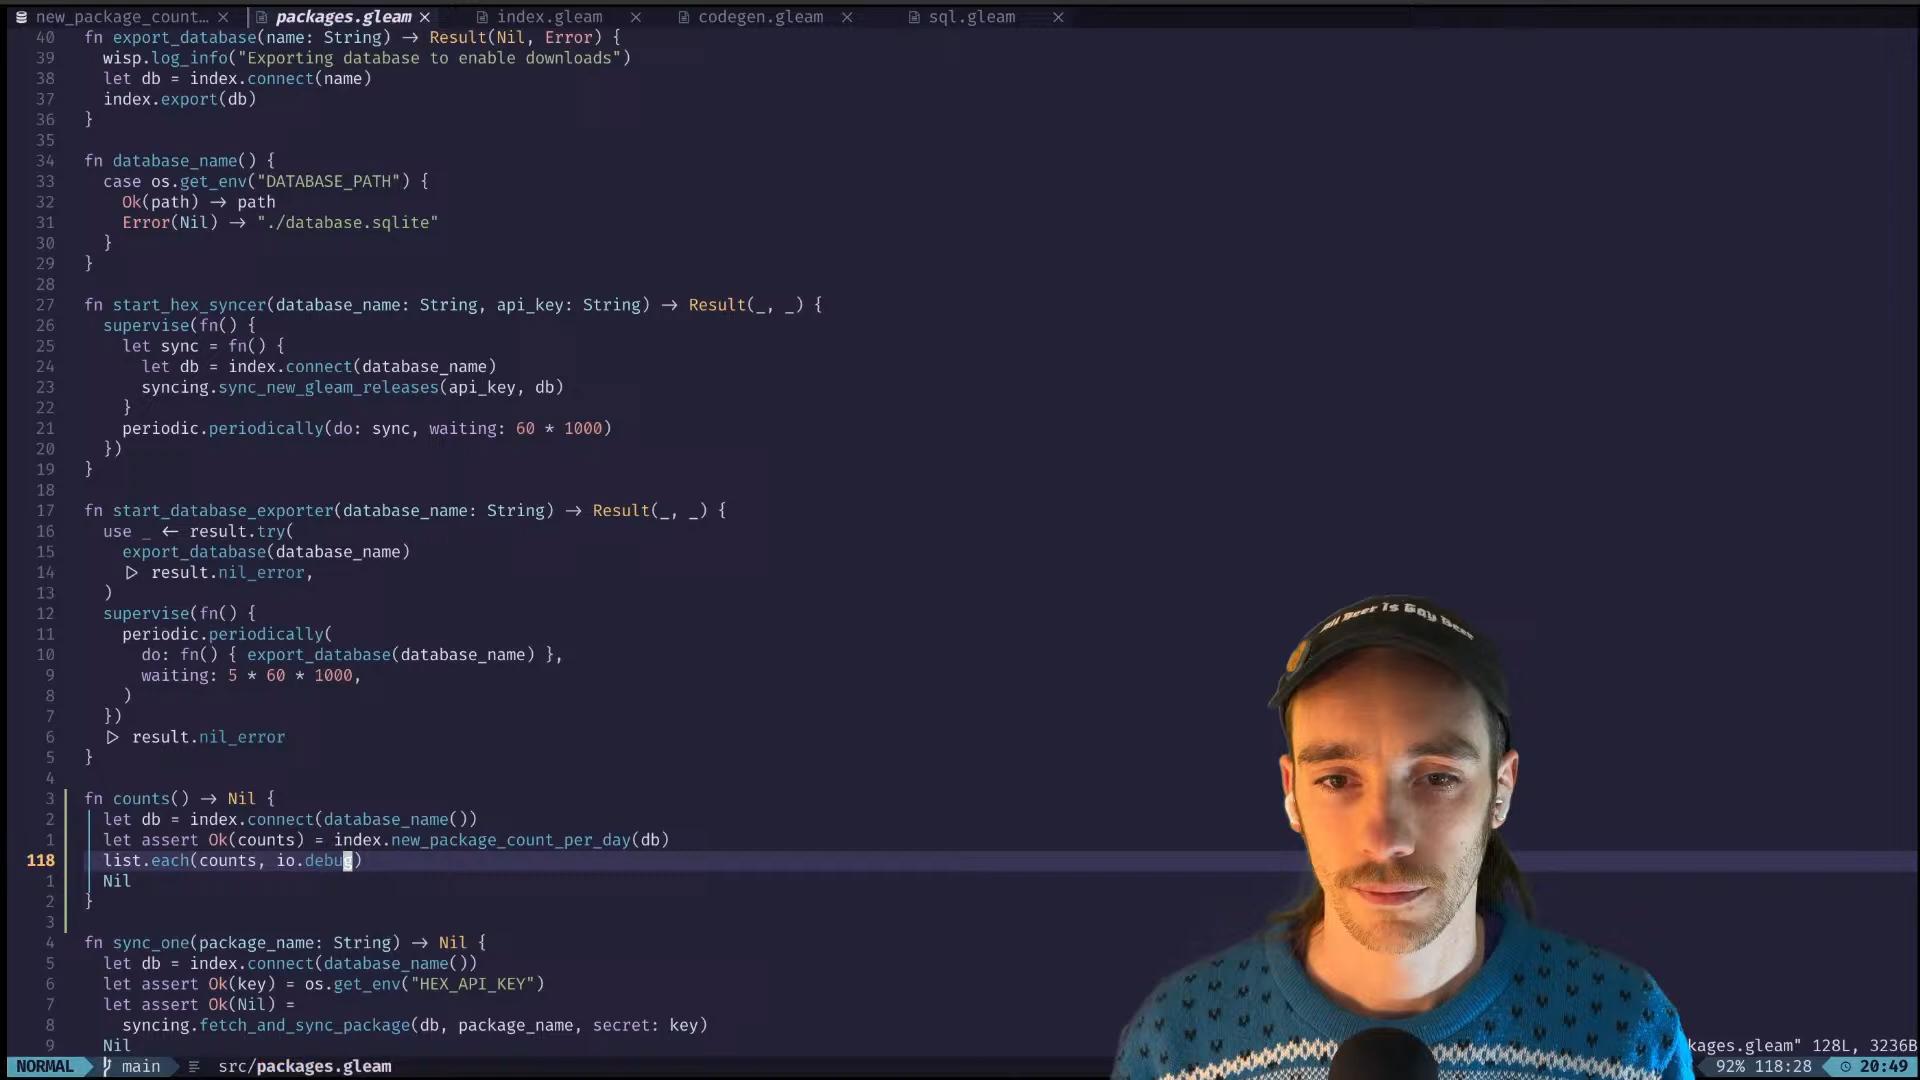 new_package_count… × packages.gleam × index.gleam × codegen.gleam × sql.gleam ×
40 fn export_database(name: String) → Result(Nil, Error) {
39 wisp.log_info("Exporting database to enable downloads")
38 let db = index.connect(name)
37 index.export(db)
36 }
35
34 fn database_name() {
33 case os.get_env("DATABASE_PATH") {
32 Ok(path) → path
31 Error(Nil) → "./database.sqlite"
30 }
29 }
28
27 fn start_hex_syncer(database_name: String, api_key: String) → Result(_, _) {
26 supervise(fn() {
25 let sync = fn() {
24 let db = index.connect(database_name)
23 syncing.sync_new_gleam_releases(api_key, db)
22 }
21 periodic.periodically(do: sync, waiting: 60 * 1000)
20 })
19 }
18
17 fn start_database_exporter(database_name: String) → Result(_, _) {
16 use _ ← result.try(
15 export_database(database_name)
14 ▷ result.nil_error,
13 )
12 supervise(fn() {
11 periodic.periodically(
10 do: fn() { export_database(database_name) },
9 waiting: 5 * 60 * 1000,
8 )
7 })
6 ▷ result.nil_error
5 }
4
3 fn counts() → Nil {
2 let db = index.connect(database_name())
1 let assert Ok(counts) = index.new_package_count_per_day(db)
118 list.each(counts, io.debug)
1 Nil
2 }
3
4 fn sync_one(package_name: String) → Nil {
5 let db = index.connect(database_name())
6 let assert Ok(key) = os.get_env("HEX_API_KEY")
7 let assert Ok(Nil) =
8 syncing.fetch_and_sync_package(db, package_name, secret: key)
9 Nil
kages.gleam" 128L, 3236B
NORMAL main src/packages.gleam 92% 118:28 20:49
All Beer Is Gay Beer